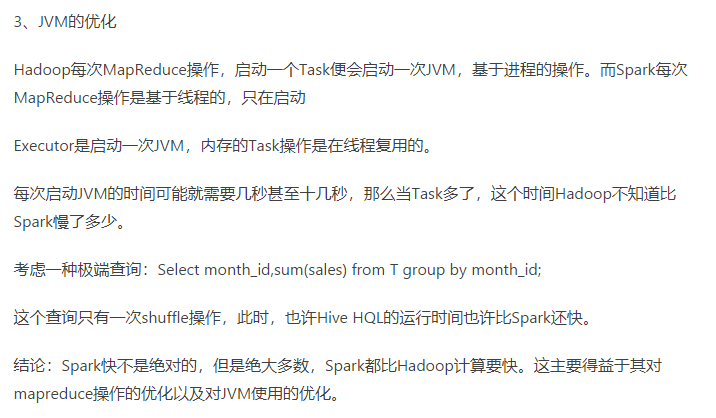 3、JVM的优化
Hadoop每次MapReduce操作，启动一个Task便会启动一次JVM，基于进程的操作。而Spark每次
MapReduce操作是基于线程的，只在启动
Executor是启动一次JVM，内存的Task操作是在线程复用的。
每次启动JVM的时间可能就需要几秒甚至十几秒，那么当Task多了，这个时间Hadoop不知道比
Spark慢了多少。
考虑一种极端查询：Select month_id,sum(sales) from T group by month_id;
这个查询只有一次shuffle操作，此时，也许Hive HQL的运行时间也许比Spark还快。
结论：Spark快不是绝对的，但是绝大多数，Spark都比Hadoop计算要快。这主要得益于其对
mapreduce操作的优化以及对JVM使用的优化。